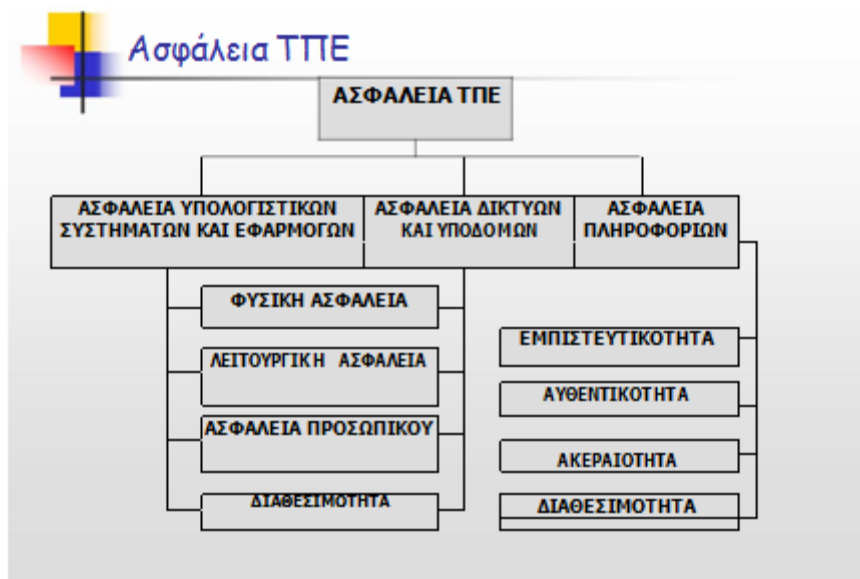 Ασφάλεια ΤΠΕ
ΑΣΦΑΛΕΙΑ ΤΠΕ
ΑΣΦΑΛΕΙΑ ΥΠΟΛΟΓΙΣΤΙΚΩΝ
ΣΥΣΤΗΜΑΤΩΝ ΚΑΙ ΕΦΑΡΜΟΓΩΝ
ΑΣΦΑΛΕΙΑ ΔΙΚΤΥΩΝ
ΚΑΙ ΥΠΟΔΟΜΩΝ
ΑΣΦΑΛΕΙΑ
ΠΛΗΡΟΦΟΡΙΩΝ
ΦΥΣΙΚΗ ΑΣΦΑΛΕΙΑ
ΛΕΙΤΟΥΡΓΙΚΗ ΑΣΦΑΛΕΙΑ
ΑΣΦΑΛΕΙΑ ΠΡΟΣΩΠΙΚΟΥ
ΔΙΑΘΕΣΙΜΟΤΗΤΑ
ΕΜΠΙΣΤΕΥΤΙΚΟΤΗΤΑ
ΑΥΘΕΝΤΙΚΟΤΗΤΑ
ΑΚΕΡΑΙΟΤΗΤΑ
ΔΙΑΘΕΣΙΜΟΤΗΤΑ